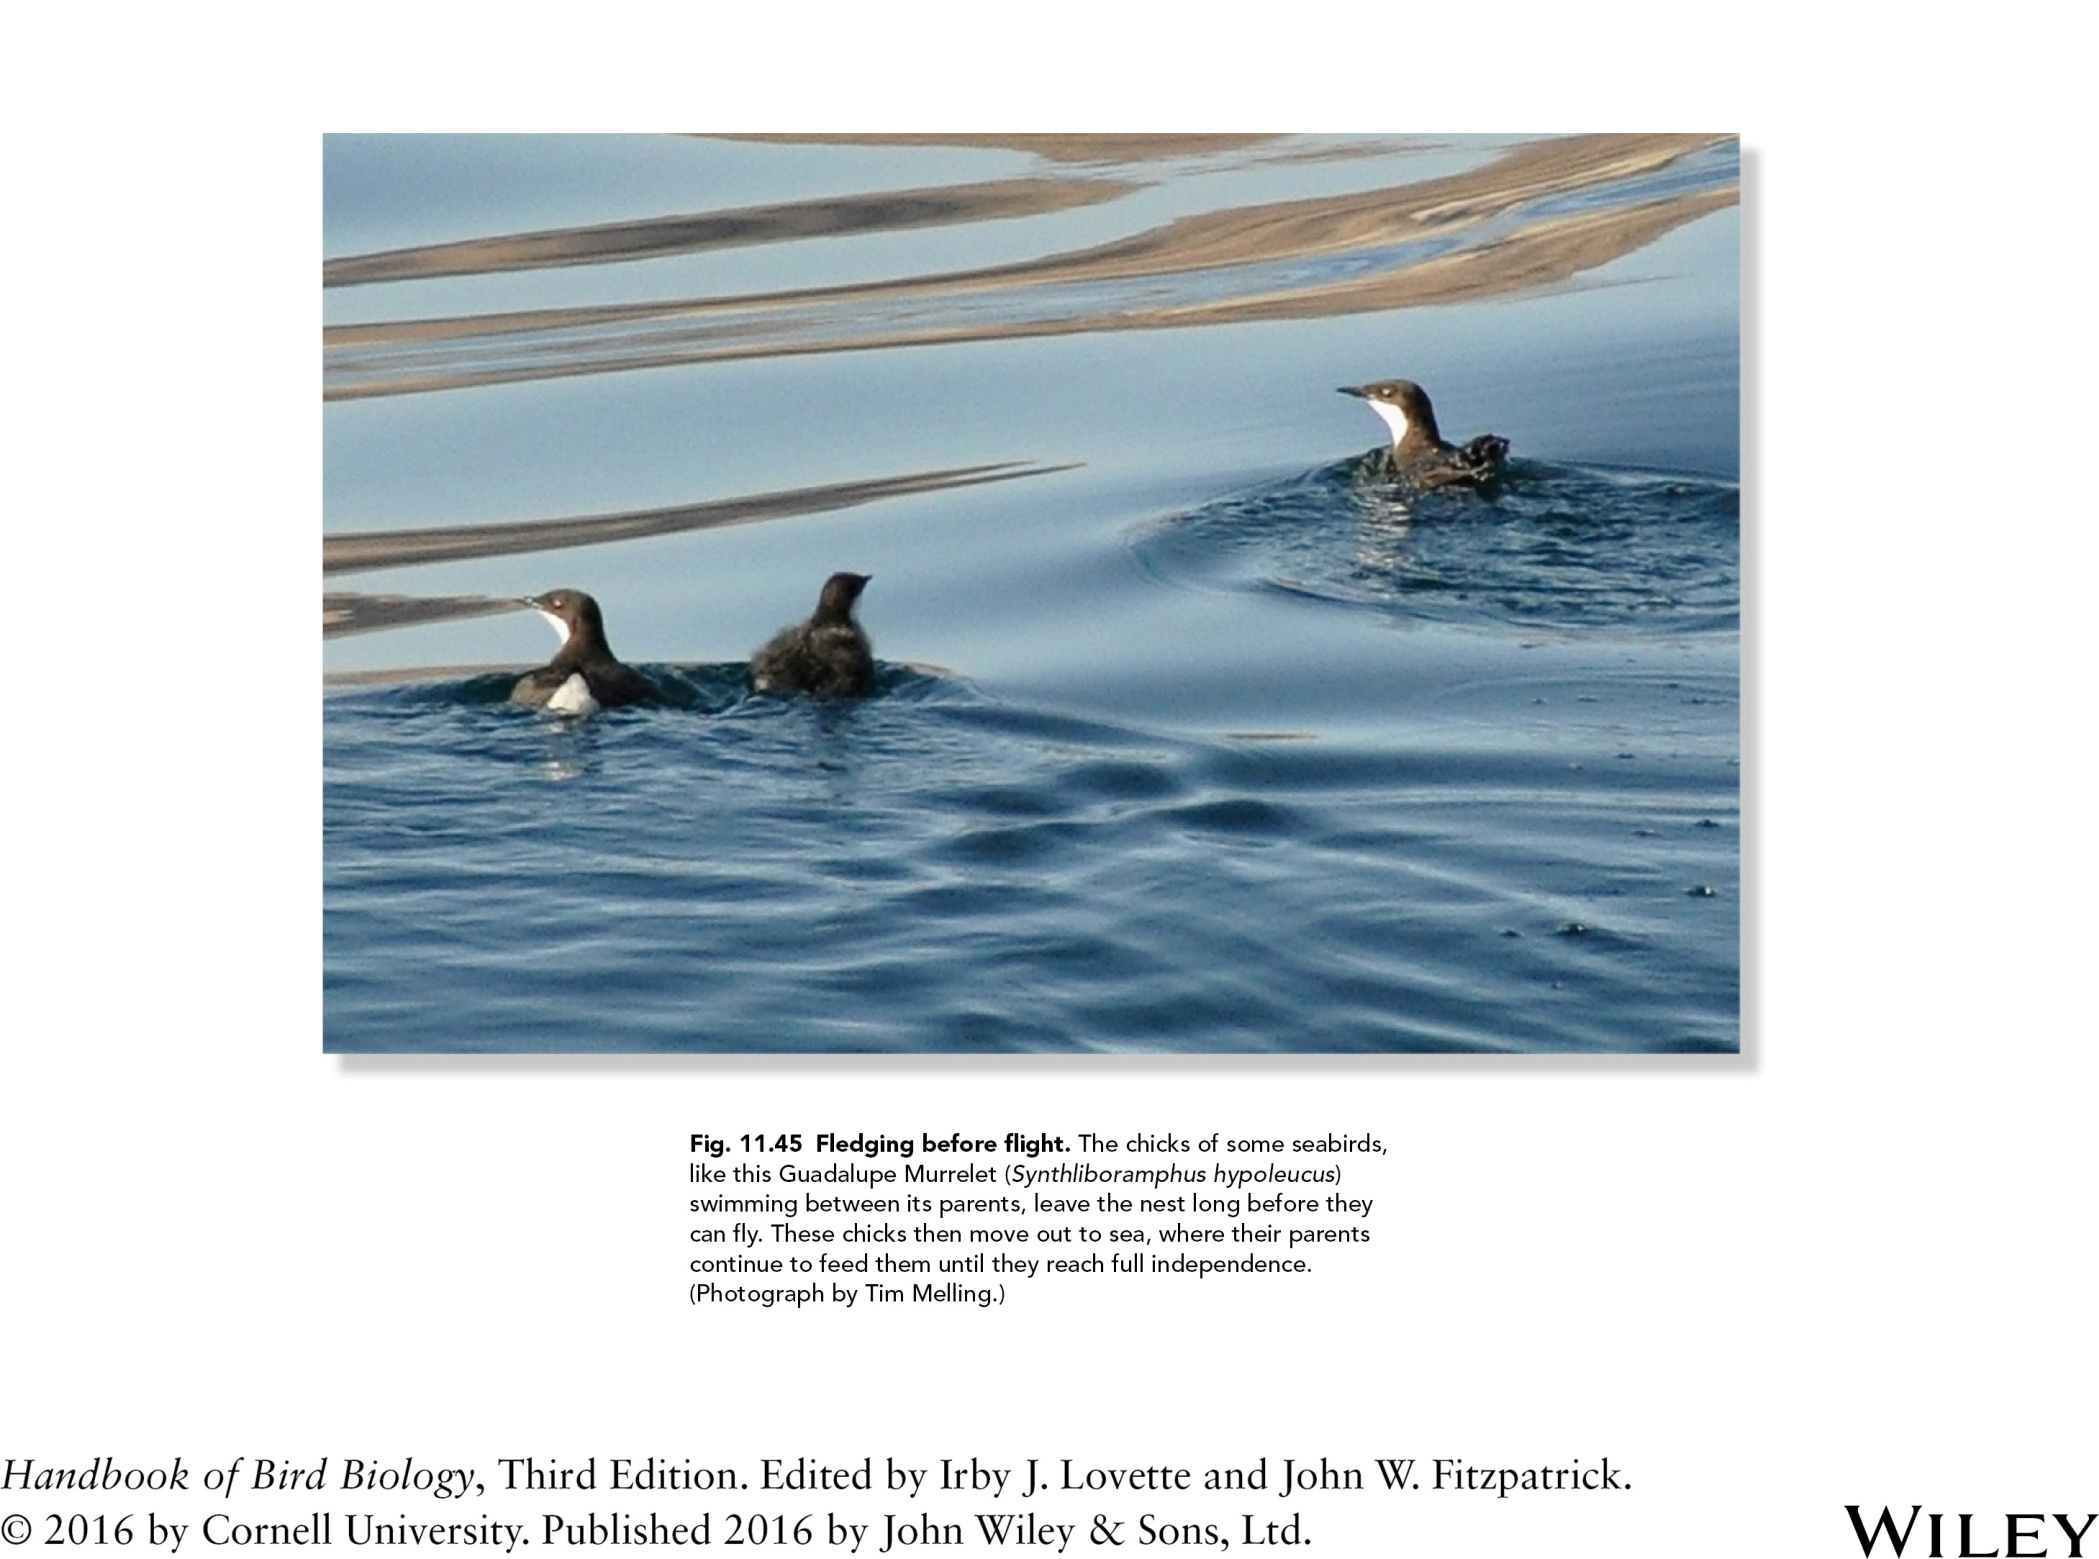 Fig. 11.45 Fledging before flight. The chicks of some seabirds,
like this Guadalupe Murrelet (Synthliboramphus hypoleucus)
swimming between its parents, leave the nest long before they
can fly. These chicks then move out to sea, where their parents
continue to feed them until they reach full independence.
(Photograph by Tim Melling.)
Handbook of Bird Biology, Third Edition. Edited by Irby J. Lovette and John W. Fitzpatrick.
© 2016 by Cornell University. Published 2016 by John Wiley & Sons, Ltd.
WILEY